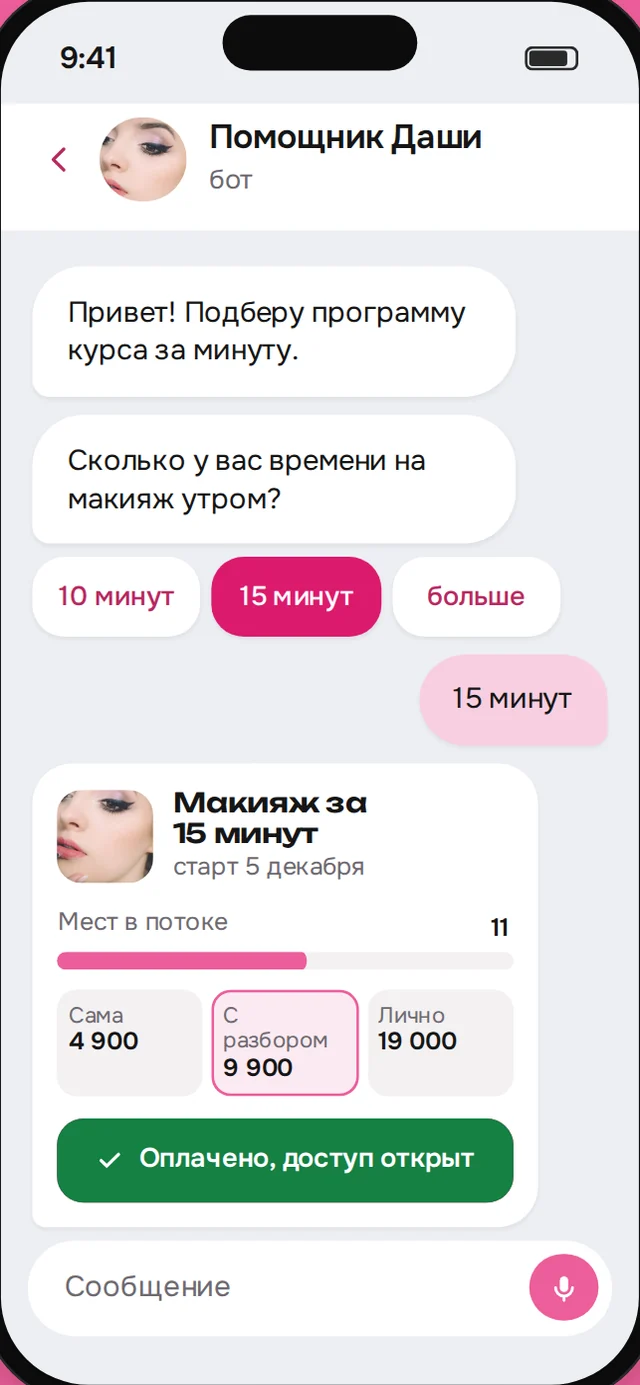 9:41
Помощник Даши
бот
Привет! Подберу программу
курса за минуту.
Сколько у вас времени на
макияж утром?
10 минут
15 минут
больше
15 минут
Макияж за
15 минут
старт 5 декабря
Мест в потоке
11
Сама
4 900
С
разбором
9 900
Лично
19 000
Оплачено, доступ открыт
Сообщение